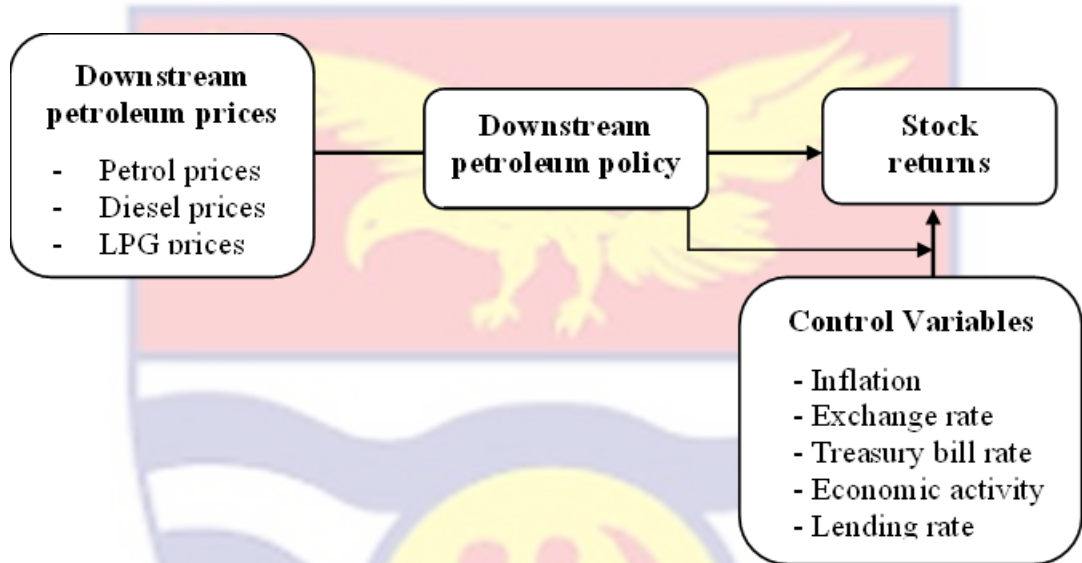 Downstream
petroleum prices
- Petrol prices
- Diesel prices
- LPG prices
Downstream
petroleum policy
Stock
returns
Control Variables
- Inflation
- Exchange rate
- Treasury bill rate
- Economic activity
- Lending rate